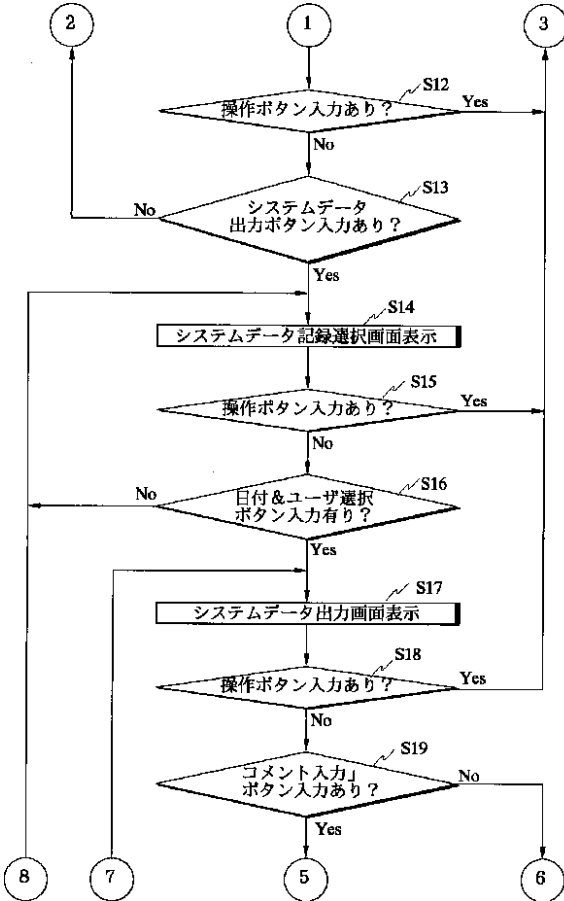 2
1
3
S12
操作ボタン入力あり？
Yes
No
S13
システムデータ
出力ボタン入力あり？
No
Yes
S14
システムデータ記録選択画面表示
S15
操作ボタン入力あり？
Yes
No
S16
日付＆ユーザ選択
ボタン入力有り？
No
Yes
S17
システムデータ出力画面表示
S18
操作ボタン入力あり？
Yes
No
S19
コメント入力」
ボタン入力あり？
No
Yes
8
7
5
6